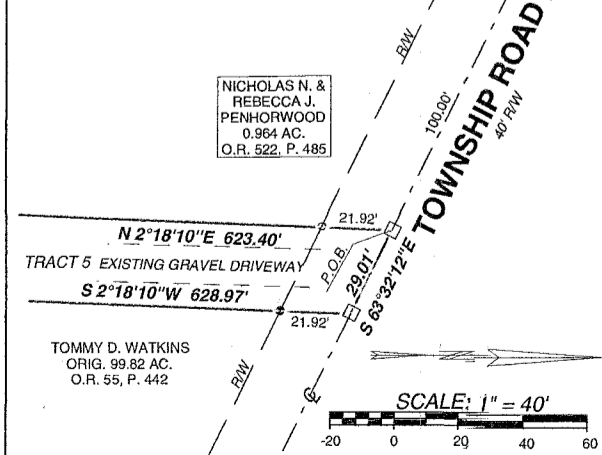 R/W
TOWNSHIP ROAD
40' R/W
100.00'
NICHOLAS N. &
REBECCA J.
PENHORWOOD
0.964 AC.
O.R. 522, P. 485
21.92'
N 2°18'10"E 623.40'
P.O.B.
TRACT 5 EXISTING GRAVEL DRIVEWAY
29.01'
S 63°32'12"E
S 2°18'10"W 628.97'
21.92'
TOMMY D. WATKINS
ORIG. 99.82 AC.
O.R. 55, P. 442
R/W
SCALE: 1" = 40'
-20 0 20 40 60